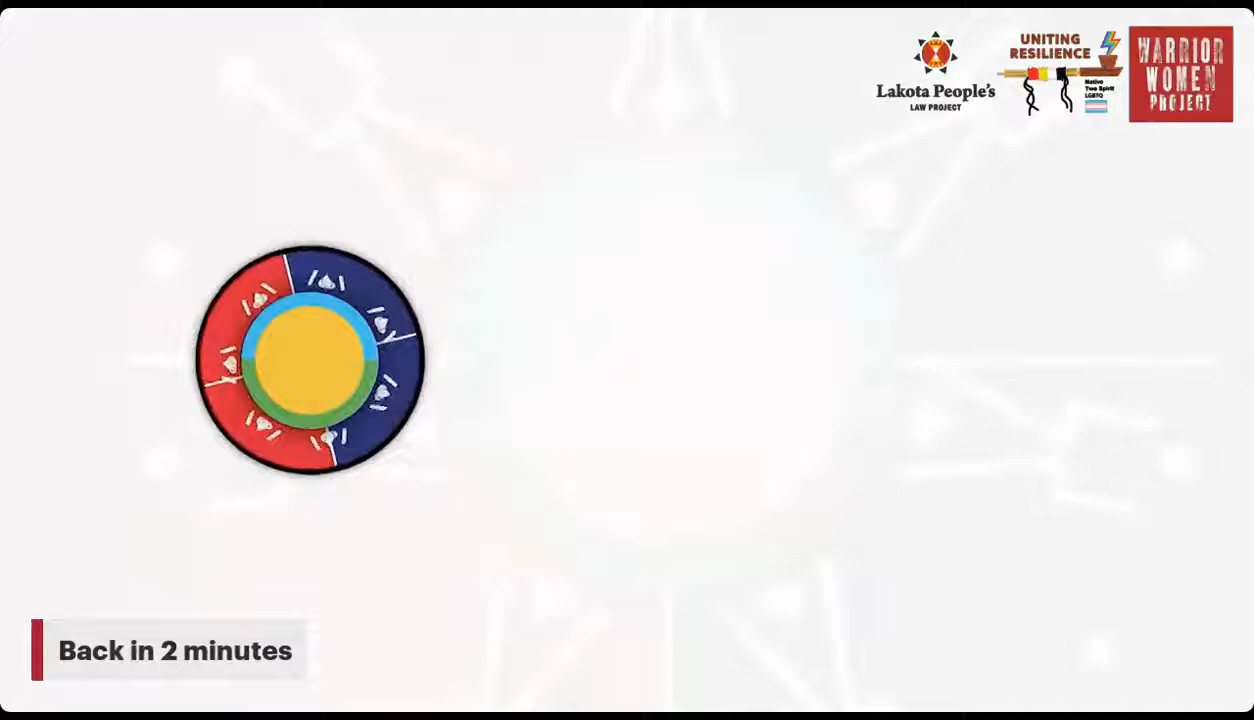 Lakota People's
LAW PROJECT
UNITING
RESILIENCE
Native
Two Spirit
LGBTQ
WARRIOR
WOMEN
PROJECT
Back in 2 minutes